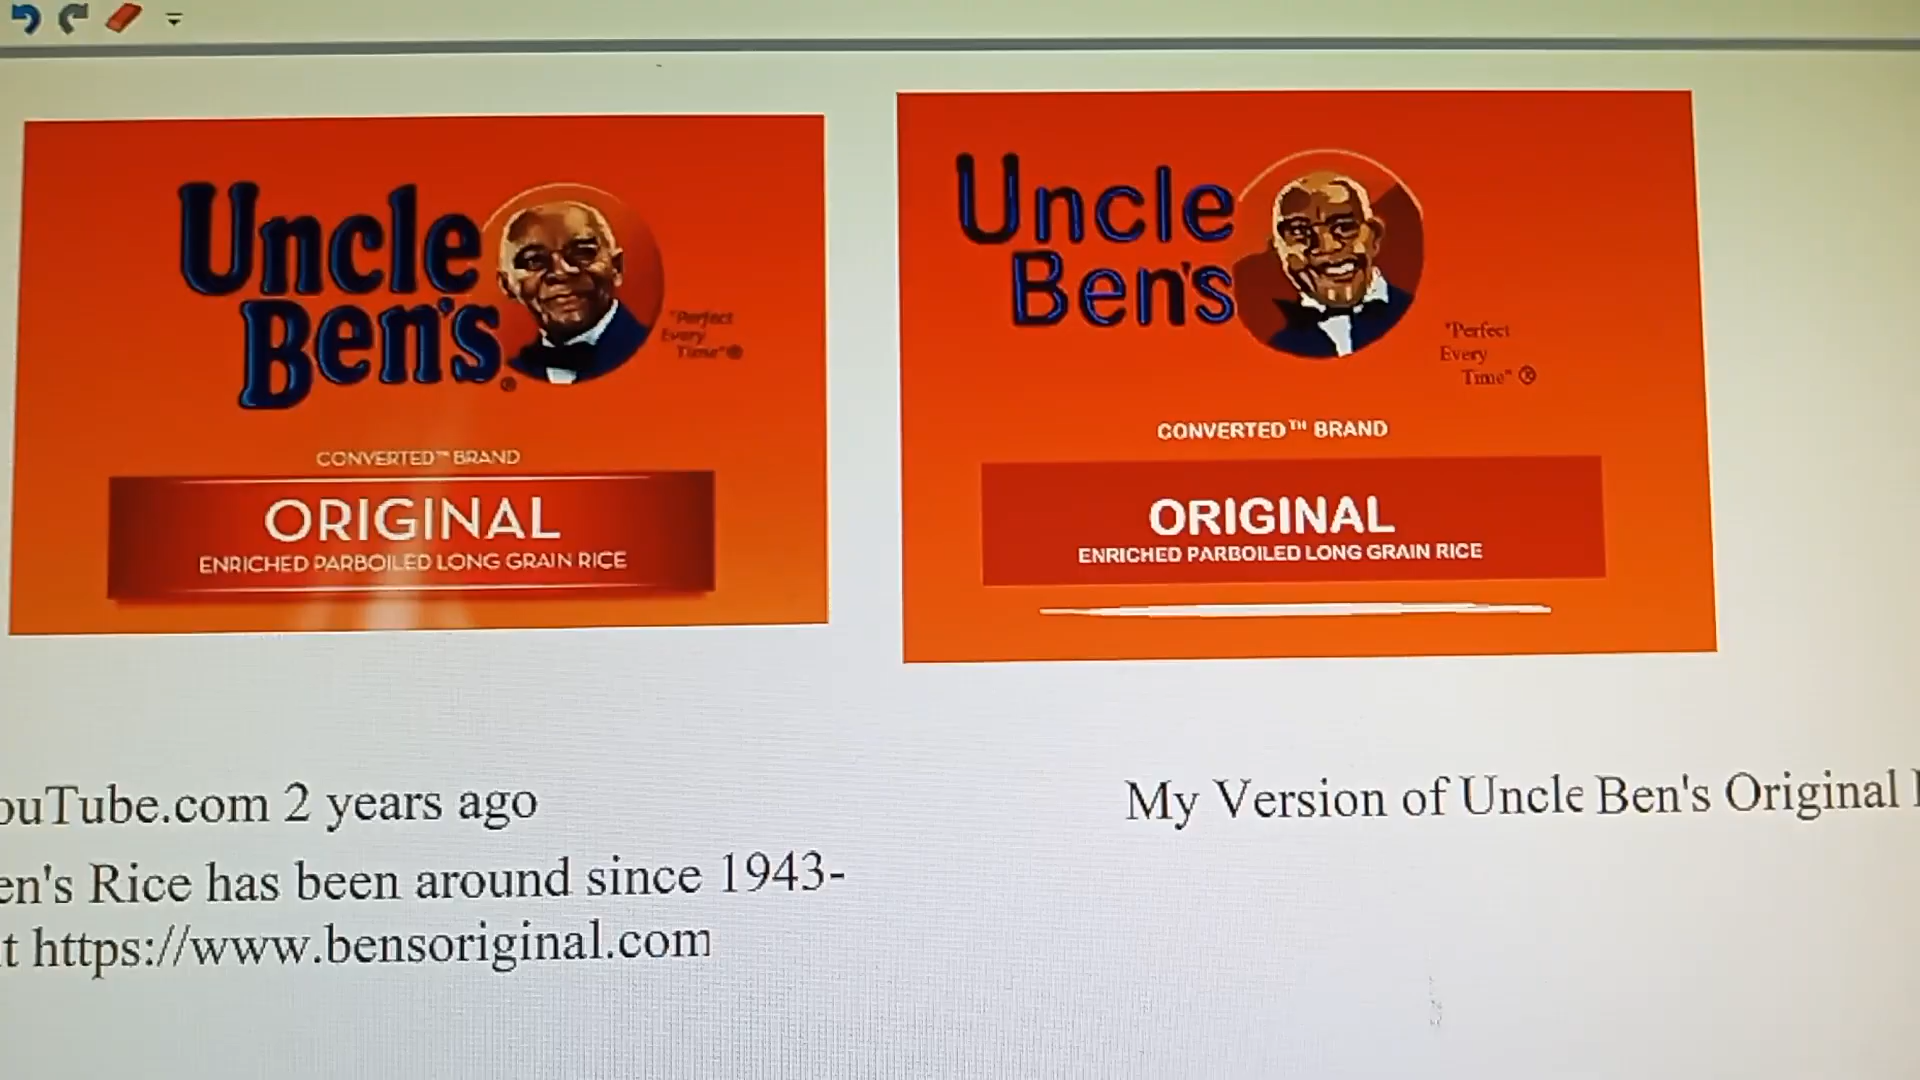 Uncle
Ben's®
"Perfect
Every
Time"®
CONVERTED™ BRAND
ORIGINAL
ENRICHED PARBOILED LONG GRAIN RICE
Uncle
Ben's
"Perfect
Every
Time" ®
CONVERTED™ BRAND
ORIGINAL
ENRICHED PARBOILED LONG GRAIN RICE
ouTube.com 2 years ago
en's Rice has been around since 1943-
t https://www.bensoriginal.com
My Version of Uncle Ben's Original